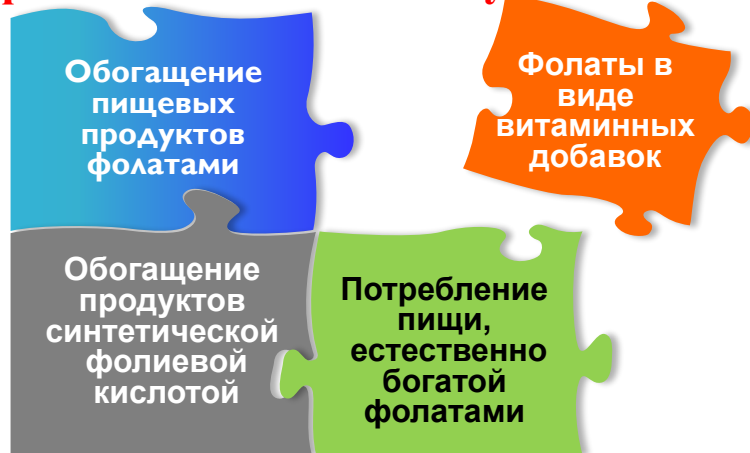 Обогащение
пищевых
продуктов
фолатами
Фолаты в
виде
витаминных
добавок
Обогащение
продуктов
синтетической
фолиевой
кислотой
Потребление
пищи,
естественно
богатой
фолатами